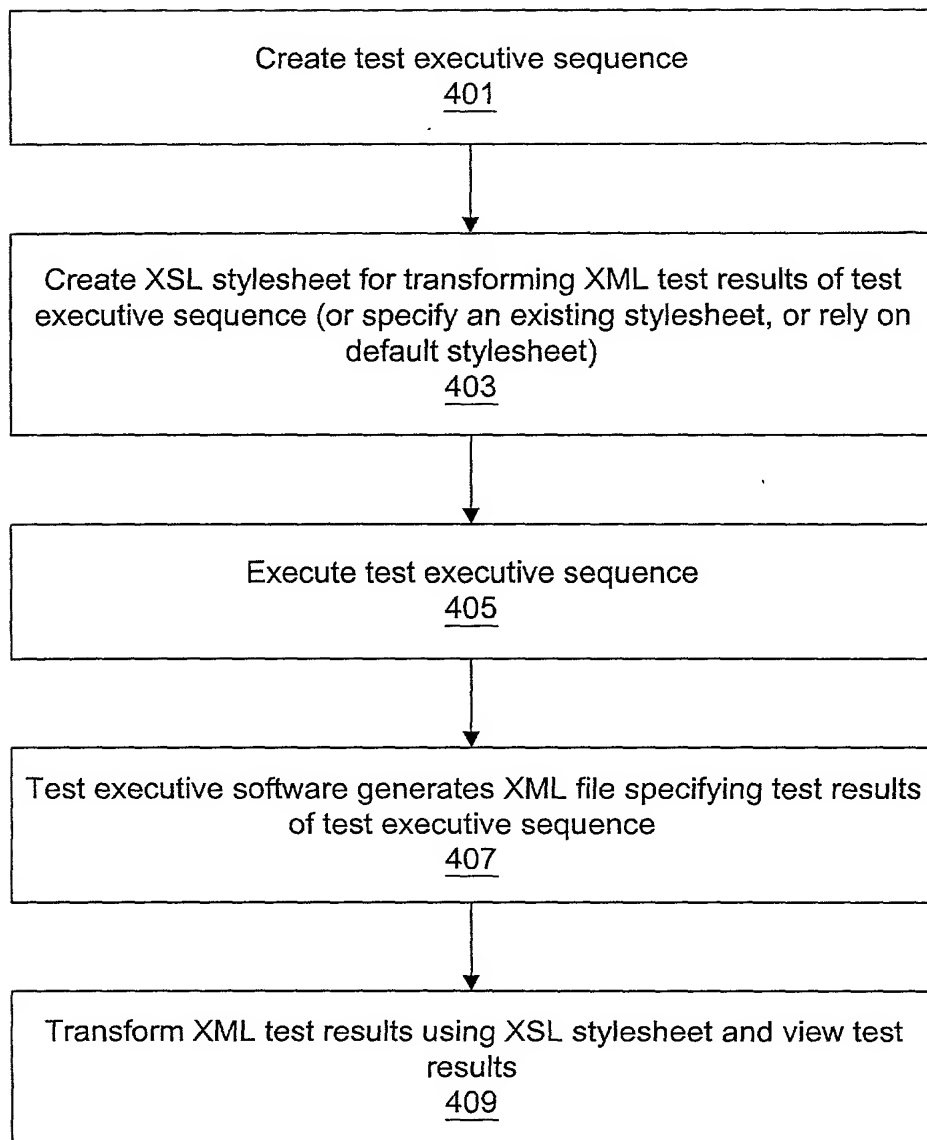 Create test executive sequence
401
Create XSL stylesheet for transforming XML test results of test
executive sequence (or specify an existing stylesheet, or rely on
default stylesheet)
403
Execute test executive sequence
405
Test executive software generates XML file specifying test results
of test executive sequence
407
Transform XML test results using XSL stylesheet and view test
results
409